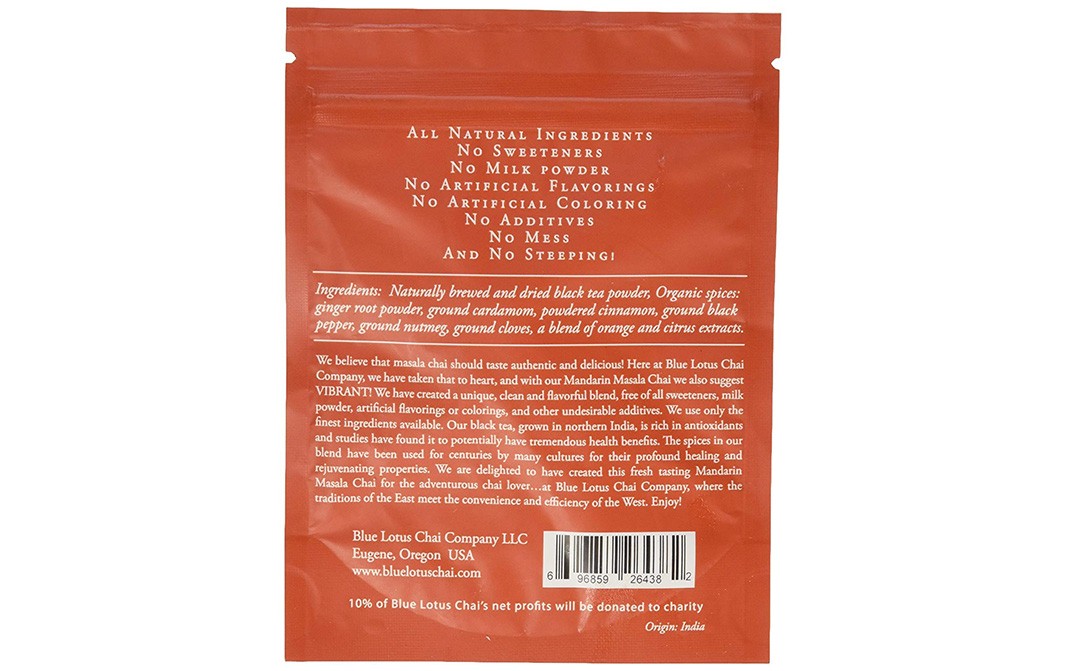 All Natural Ingredients
No Sweeteners
No Milk powder
No Artificial Flavorings
No Artificial Coloring
No Additives
No Mess
And No Steeping!
Ingredients: Naturally brewed and dried black tea powder, Organic spices:
ginger root powder, ground cardamom, powdered cinnamon, ground black
pepper, ground nutmeg, ground cloves, a blend of orange and citrus extracts.
We believe that masala chai should taste authentic and delicious! Here at Blue Lotus Chai
Company, we have taken that to heart, and with our Mandarin Masala Chai we also suggest
VIBRANT! We have created a unique, clean and flavorful blend, free of all sweeteners, milk
powder, artificial flavorings or colorings, and other undesirable additives. We use only the
finest ingredients available. Our black tea, grown in northern India, is rich in antioxidants
and studies have found it to potentially have tremendous health benefits. The spices in our
blend have been used for centuries by many cultures for their profound healing and
rejuvenating properties. We are delighted to have created this fresh tasting Mandarin
Masala Chai for the adventurous chai lover...at Blue Lotus Chai Company, where the
traditions of the East meet the convenience and efficiency of the West. Enjoy!
Blue Lotus Chai Company LLC
Eugene, Oregon USA
www.bluelotuschai.com
6 96859 26438 2
10% of Blue Lotus Chai's net profits will be donated to charity
Origin: India